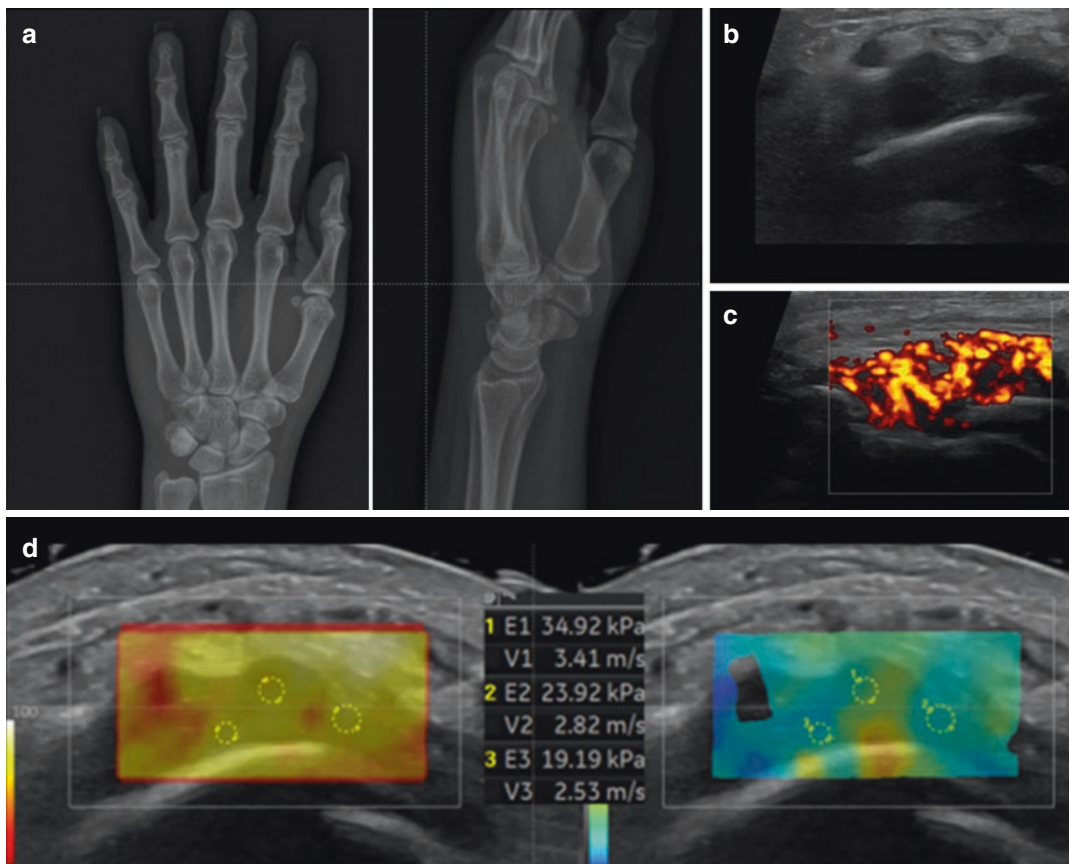 a
b
c
d
1 E1 34.92 kPa
V1 3.41 m/s
2 E2 23.92 kPa
V2 2.82 m/s
3 E3 19.19 kPa
V3 2.53 m/s
100